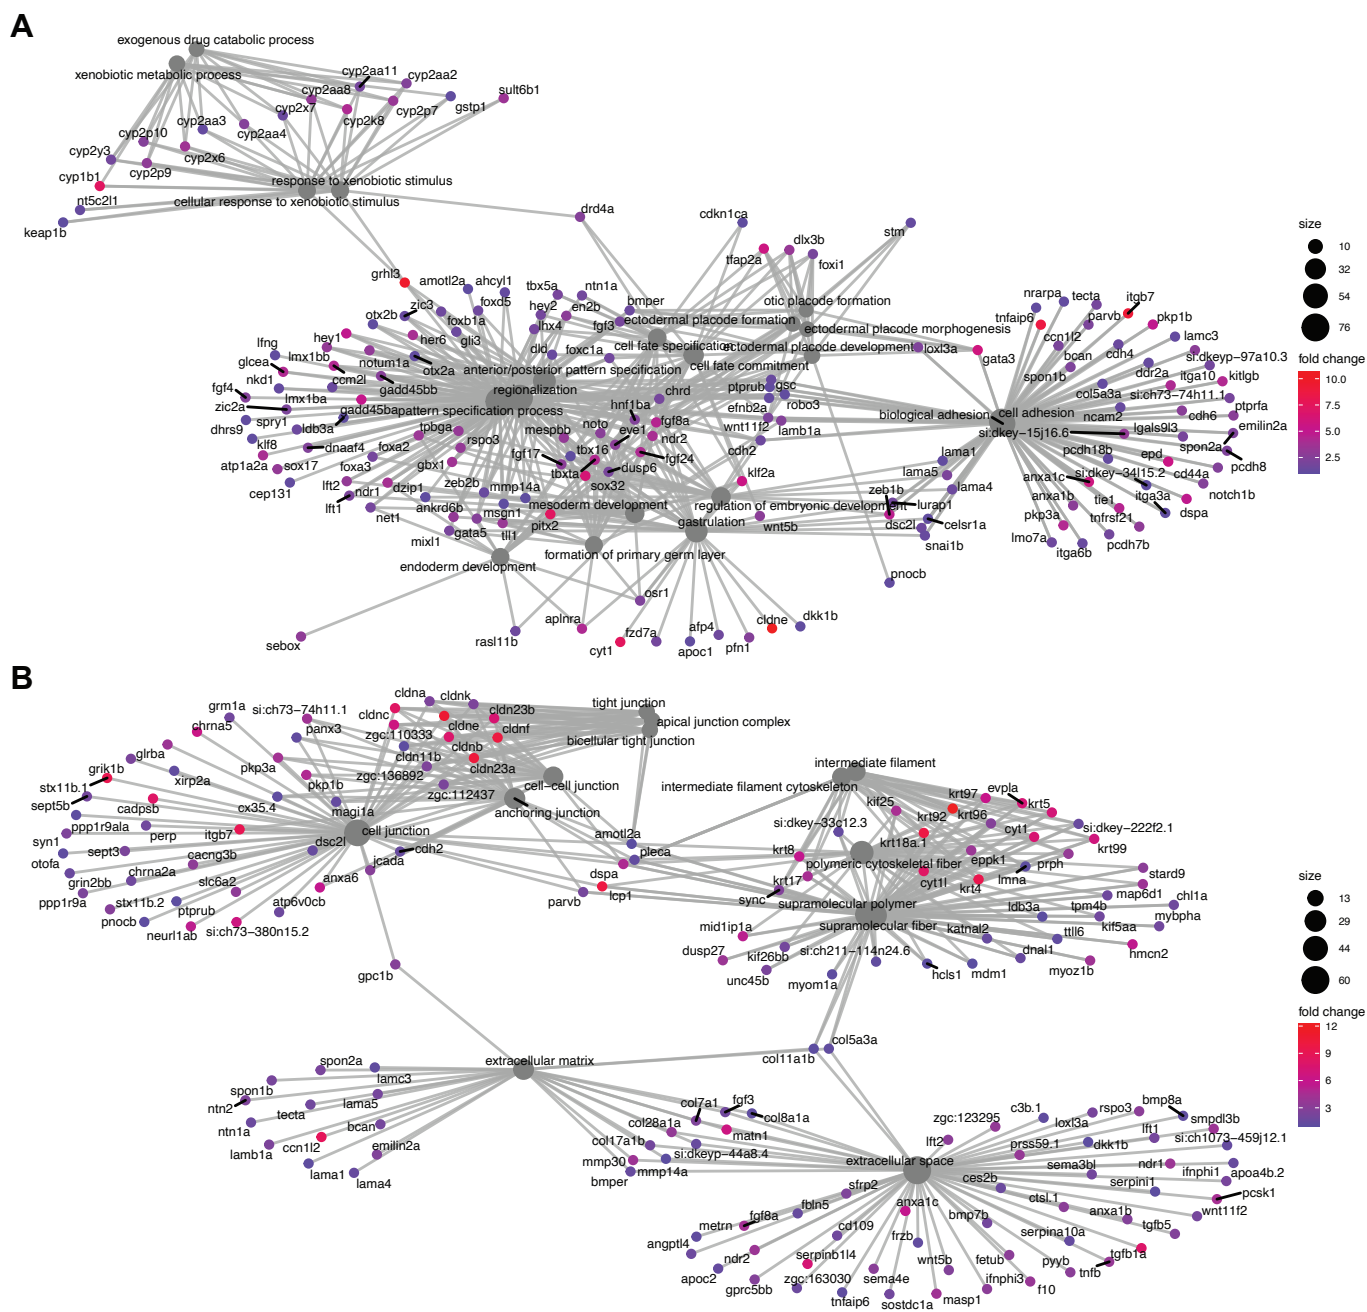 A
exogenous drug catabolic process
xenobiotic metabolic process
cyp2aa11
cyp2aa2
cyp2aa8
sult6b1
cyp2x7
cyp2p7
gstp1
cyp2k8
cyp2aa3
cyp2aa4
cyp2p10
cyp2y3
cyp2x6
cyp2p9
cyp1b1
response to xenobiotic stimulus
cellular response to xenobiotic stimulus
nt5c2l1
keap1b
drd4a
cdkn1ca
stm
dlx3b
tfap2a
foxi1
size
10
32
54
76
fold change
10.0
7.5
5.0
2.5
grhl3
amotl2a
ahcyl1
tbx5a
ntn1a
otic placode formation
nrarpa
tecta
itgb7
zic3
foxd5
hey2
en2b
bmper
ectodermal placode formation
tnfaip6
parvb
pkp1b
otx2b
foxb1a
lhx4
fgf3
ectodermal placode morphogenesis
ccn1l2
lamc3
hey1
her6
gli3
cell fate specification
ectodermal placode development
loxl3a
cdh4
lfng
lmx1bb
notum1a
dld
foxc1a
cell fate commitment
gata3
bcan
si:dkeyp-97a10.3
glcea
otx2a
anterior/posterior pattern specification
spon1b
ddr2a
itga10
kitlgb
nkd1
ccm2l
gadd45bb
regionalization
chrd
ptprub
gsc
col5a3a
si:ch73-74h11.1
fgf4
lmx1ba
gadd45ba
pattern specification process
hnf1ba
efnb2a
robo3
biological adhesion
cell adhesion
ncam2
cdh6
ptprfa
zic2a
spry1
ldb3a
tpbga
mespbb
noto
eve1
fgf8a
wnt11f2
lamb1a
si:dkey-15j16.6
lgals9l3
emilin2a
dhrs9
dnaaf4
foxa2
rspo3
ndr2
cdh2
spon2a
klf8
fgf17
tbx16
fgf24
lama1
pcdh18b
epd
pcdh8
atp1a2a
sox17
foxa3
gbx1
tbxta
dusp6
klf2a
lama5
anxa1c
si:dkey-34l15.2
cd44a
cep131
lft2
ndr1
dzip1
zeb2b
mmp14a
sox32
lama4
anxa1b
tie1
itga3a
notch1b
lft1
net1
ankrd6b
msgn1
mesoderm development
regulation of embryonic development
zeb1b
lurap1
pkp3a
tnfrsf21
dspa
mixl1
gata5
tll1
pitx2
gastrulation
wnt5b
dsc2l
celsr1a
lmo7a
pcdh7b
endoderm development
formation of primary germ layer
snai1b
itga6b
pnocb
osr1
sebox
rasl11b
aplnra
cyt1
fzd7a
afp4
apoc1
pfn1
cldne
dkk1b
B
cldna
cldnk
tight junction
grm1a
si:ch73-74h11.1
cldnc
cldn23b
apical junction complex
chrna5
panx3
zgc:110333
cldne
cldnf
bicellular tight junction
glrba
cldnb
grik1b
pkp3a
cldn11b
cldn23a
intermediate filament
stx11b.1
xirp2a
pkp1b
zgc:136892
cell-cell junction
intermediate filament cytoskeleton
sept5b
cadpsb
cx35.4
zgc:112437
anchoring junction
kif25
krt97
evpla
krt5
ppp1r9ala
magi1a
si:dkey-33c12.3
krt92
krt96
syn1
perp
itgb7
cell junction
amotl2a
krt18a.1
cyt1
si:dkey-222f2.1
otofa
sept3
cacng3b
dsc2l
cdh2
pleca
krt8
polymeric cytoskeletal fiber
eppk1
prph
krt99
grin2bb
chrna2a
jcada
dspa
krt17
cyt1l
krt4
lmna
stard9
ppp1r9a
stx11b.2
slc6a2
anxa6
parvb
lcp1
sync
supramolecular polymer
ldb3a
tpm4b
map6d1
chl1a
pnocb
ptprub
atp6v0cb
mid1ip1a
supramolecular fiber
katnal2
ttll6
kif5aa
mybpha
neurl1ab
si:ch73-380n15.2
dusp27
kif26bb
si:ch211-114n24.6
dnal1
hmcn2
gpc1b
unc45b
myom1a
hcls1
mdm1
myoz1b
size
13
29
44
60
fold change
12
9
6
3
col5a3a
col11a1b
spon2a
extracellular matrix
lamc3
spon1b
ntn2
tecta
lama5
ntn1a
bcan
lamb1a
ccn1l2
emilin2a
lama1
lama4
col7a1
fgf3
col8a1a
col28a1a
matn1
col17a1b
si:dkeyp-44a8.4
mmp30
mmp14a
bmper
zgc:123295
c3b.1
rspo3
bmp8a
loxl3a
smpdl3b
lft2
prss59.1
dkk1b
lft1
si:ch1073-459j12.1
extracellular space
sema3bl
ndr1
ifnphi1
apoa4b.2
sfrp2
ces2b
serpini1
pcsk1
fbln5
anxa1c
ctsl.1
anxa1b
wnt11f2
metrn
fgf8a
cd109
bmp7b
tgfb5
angptl4
frzb
serpina10a
ndr2
serpinb1l4
wnt5b
fetub
pyyb
tgfb1a
apoc2
gprc5bb
zgc:163030
sema4e
ifnphi3
tnfb
tnfaip6
sostdc1a
masp1
f10